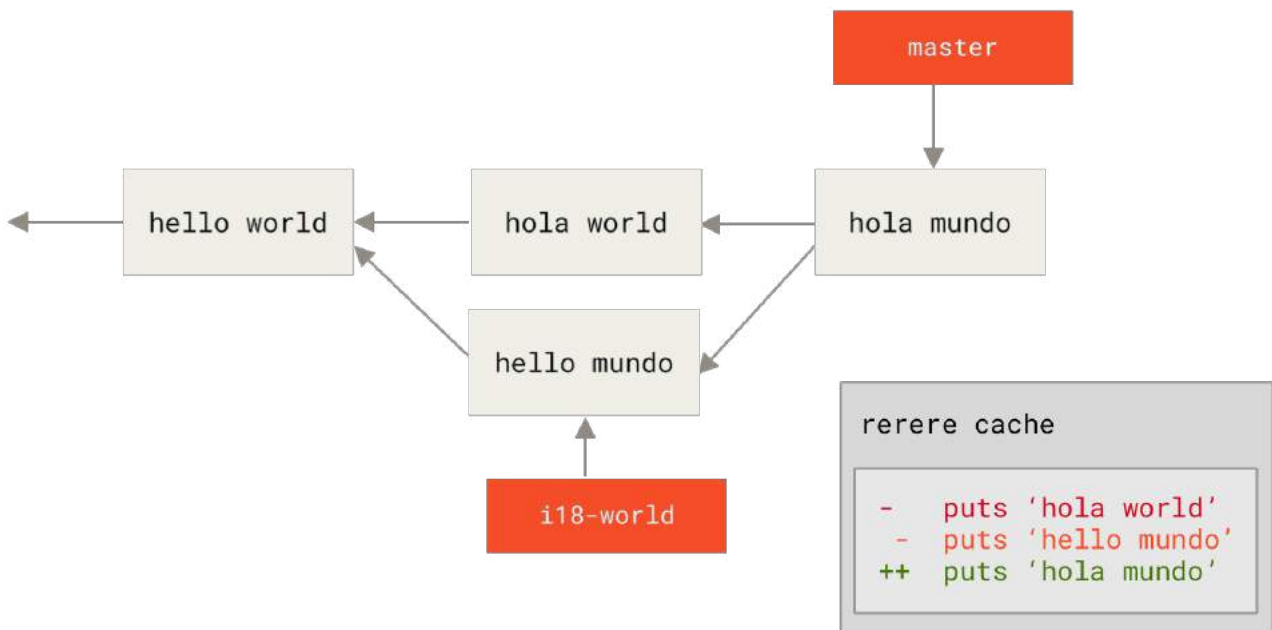 master
hello world
hola world
hola mundo
hello mundo
i18-world
rerere cache
- puts ‘hola world’
- puts ‘hello mundo’
++ puts ‘hola mundo’